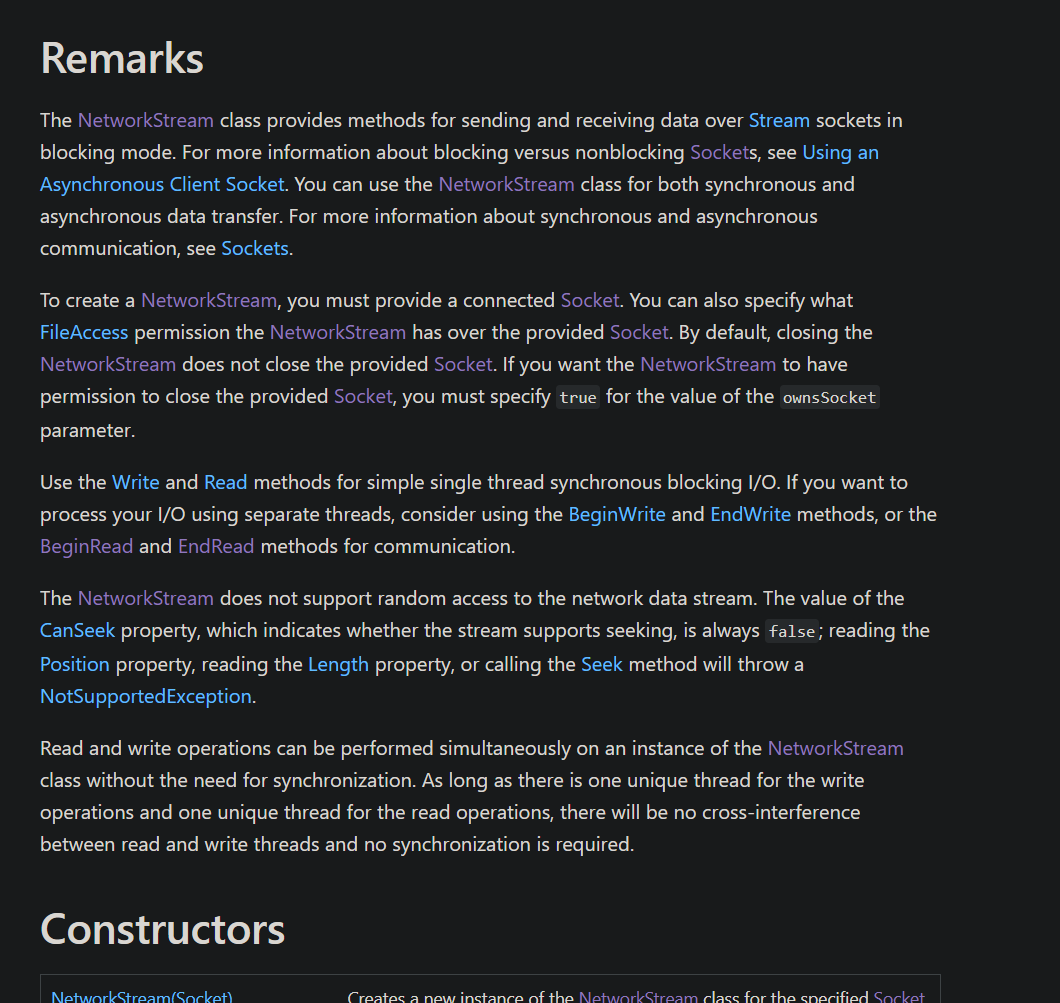 Remarks
The NetworkStream class provides methods for sending and receiving data over Stream sockets in
blocking mode. For more information about blocking versus nonblocking Sockets, see Using an
Asynchronous Client Socket. You can use the NetworkStream class for both synchronous and
asynchronous data transfer. For more information about synchronous and asynchronous
communication, see Sockets.
To create a NetworkStream, you must provide a connected Socket. You can also specify what
FileAccess permission the NetworkStream has over the provided Socket. By default, closing the
NetworkStream does not close the provided Socket. If you want the NetworkStream to have
permission to close the provided Socket, you must specify true for the value of the ownsSocket
parameter.
Use the Write and Read methods for simple single thread synchronous blocking I/O. If you want to
process your I/O using separate threads, consider using the BeginWrite and EndWrite methods, or the
BeginRead and EndRead methods for communication.
The NetworkStream does not support random access to the network data stream. The value of the
CanSeek property, which indicates whether the stream supports seeking, is always false; reading the
Position property, reading the Length property, or calling the Seek method will throw a
NotSupportedException.
Read and write operations can be performed simultaneously on an instance of the NetworkStream
class without the need for synchronization. As long as there is one unique thread for the write
operations and one unique thread for the read operations, there will be no cross-interference
between read and write threads and no synchronization is required.
Constructors
NetworkStream(Socket) Creates a new instance of the NetworkStream class for the specified Socket